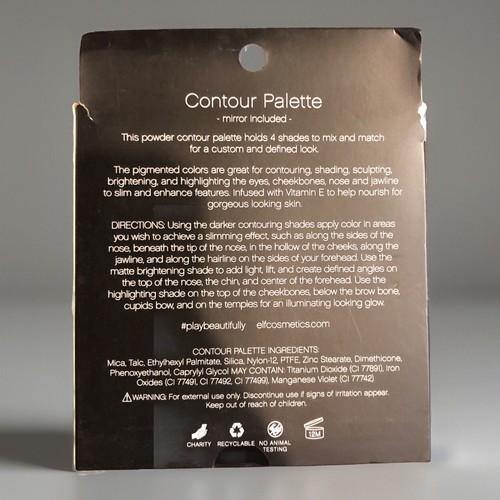 Contour Palette
- mirror included -
This powder contour palette holds 4 shades to mix and match
for a custom and defined look.
The pigmented colors are great for contouring, shading, sculpting,
brightening, and highlighting the eyes, cheekbones, nose and jawline
to slim and enhance features. Infused with Vitamin E to help nourish for
gorgeous looking skin.
DIRECTIONS: Using the darker contouring shades apply color in areas
you wish to achieve a slimming effect, such as along the sides of the
nose, beneath the tip of the nose, in the hollow of the cheeks, along the
jawline, and along the hairline on the sides of your forehead. Use the
matte brightening shade to add light, lift, and create defined angles on
the top of the nose, the chin, and center of the forehead. Use the
highlighting shade on the top of the cheekbones, below the brow bone,
cupids bow, and on the temples for an illuminating looking glow.
#playbeautifully elfcosmetics.com
CONTOUR PALETTE INGREDIENTS:
Mica, Talc, Ethylhexyl Palmitate, Silica, Nylon-12, PTFE, Zinc Stearate, Dimethicone,
Phenoxyethanol, Caprylyl Glycol MAY CONTAIN: Titanium Dioxide (CI 77891), Iron
Oxides (CI 77491, CI 77492, CI 77499), Manganese Violet (CI 77742)
WARNING: For external use only. Discontinue use if signs of irritation appear.
Keep out of reach of children.
12M
CHARITY RECYCLABLE NO ANIMAL
TESTING